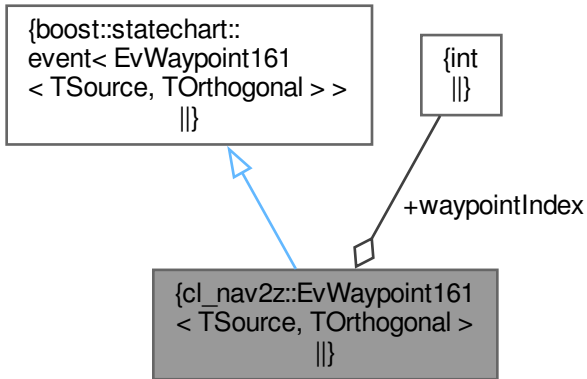 {boost::statechart::
event< EvWaypoint161
< TSource, TOrthogonal > >
||}
{int
||}
+waypointIndex
{cl_nav2z::EvWaypoint161
< TSource, TOrthogonal >
||}